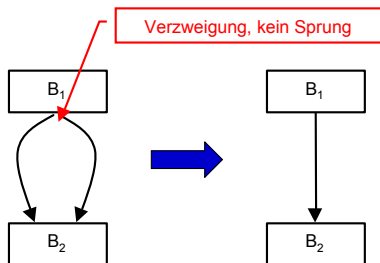 Verzweigung, kein Sprung
B₁ B₁
B₂ B₂